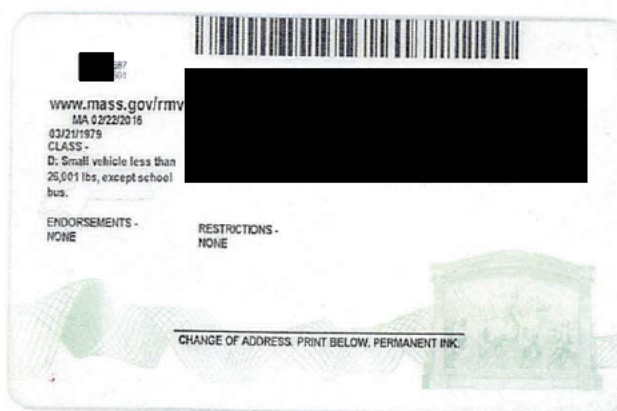 www.mass.gov/rmv
MA 02/22/2016
03/21/1979
CLASS -
D: Small vehicle less than
26,001 lbs, except school
bus.
ENDORSEMENTS -
NONE
RESTRICTIONS -
NONE
CHANGE OF ADDRESS. PRINT BELOW. PERMANENT INK.